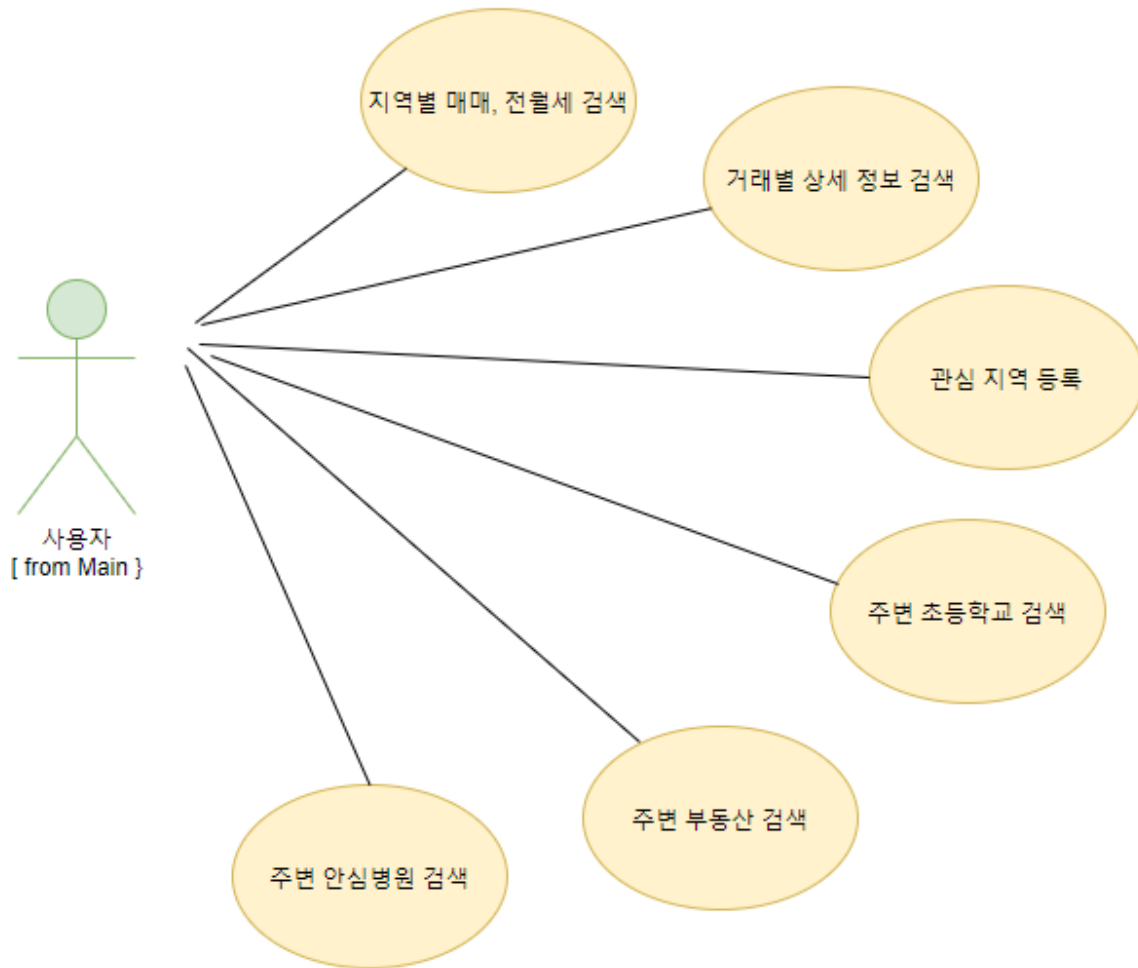 지역별 매매, 전월세 검색
거래별 상세 정보 검색
관심 지역 등록
사용자
[ from Main }
주변 초등학교 검색
주변 부동산 검색
주변 안심병원 검색